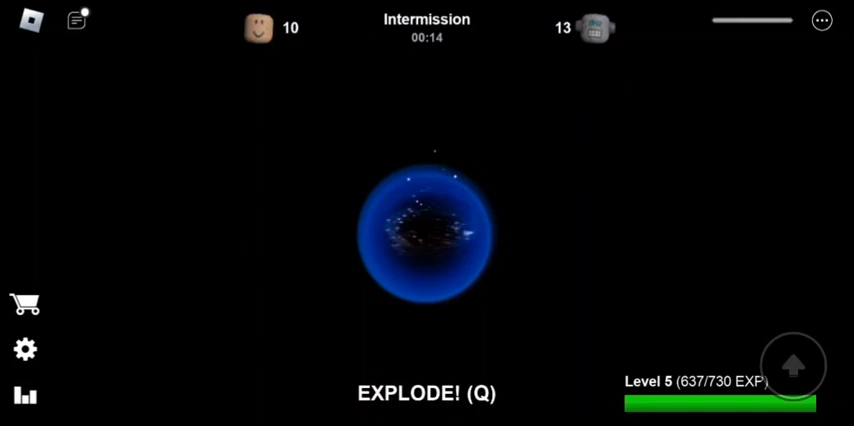 10
Intermission
00:14
13
EXPLODE! (Q)
Level 5 (637/730 EXP)